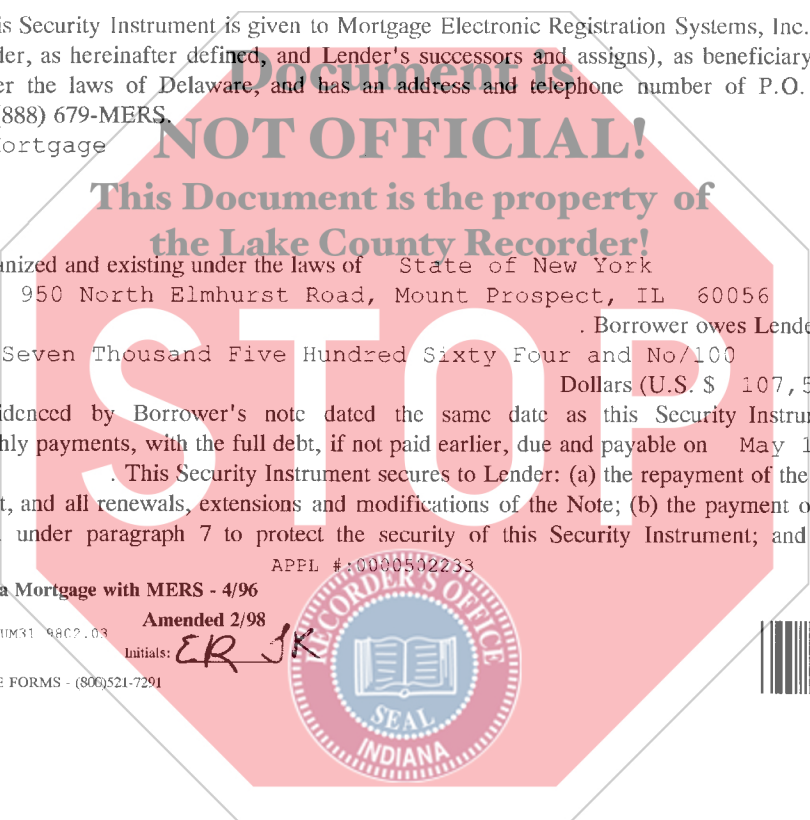 is Security Instrument is given to Mortgage Electronic Registration Systems, Inc.
der, as hereinafter defined, and Lender's successors and assigns), as beneficiary
er the laws of Delaware, and has an address and telephone number of P.O.
(888) 679-MERS.
Mortgage
Document is
NOT OFFICIAL!
This Document is the property of
the Lake County Recorder!
anized and existing under the laws of State of New York
950 North Elmhurst Road, Mount Prospect, IL 60056
. Borrower owes Lende
Seven Thousand Five Hundred Sixty Four and No/100
Dollars (U.S. $ 107,5
idenced by Borrower's note dated the same date as this Security Instru
hly payments, with the full debt, if not paid earlier, due and payable on May 1
. This Security Instrument secures to Lender: (a) the repayment of the
t, and all renewals, extensions and modifications of the Note; (b) the payment o
under paragraph 7 to protect the security of this Security Instrument; and
STOP
APPL #:0000502233
a Mortgage with MERS - 4/96
Amended 2/98
UM31 9802.03
Initials: ER JK
E FORMS - (800)521-7291
RECORDER'S OFFICE
SEAL
INDIANA